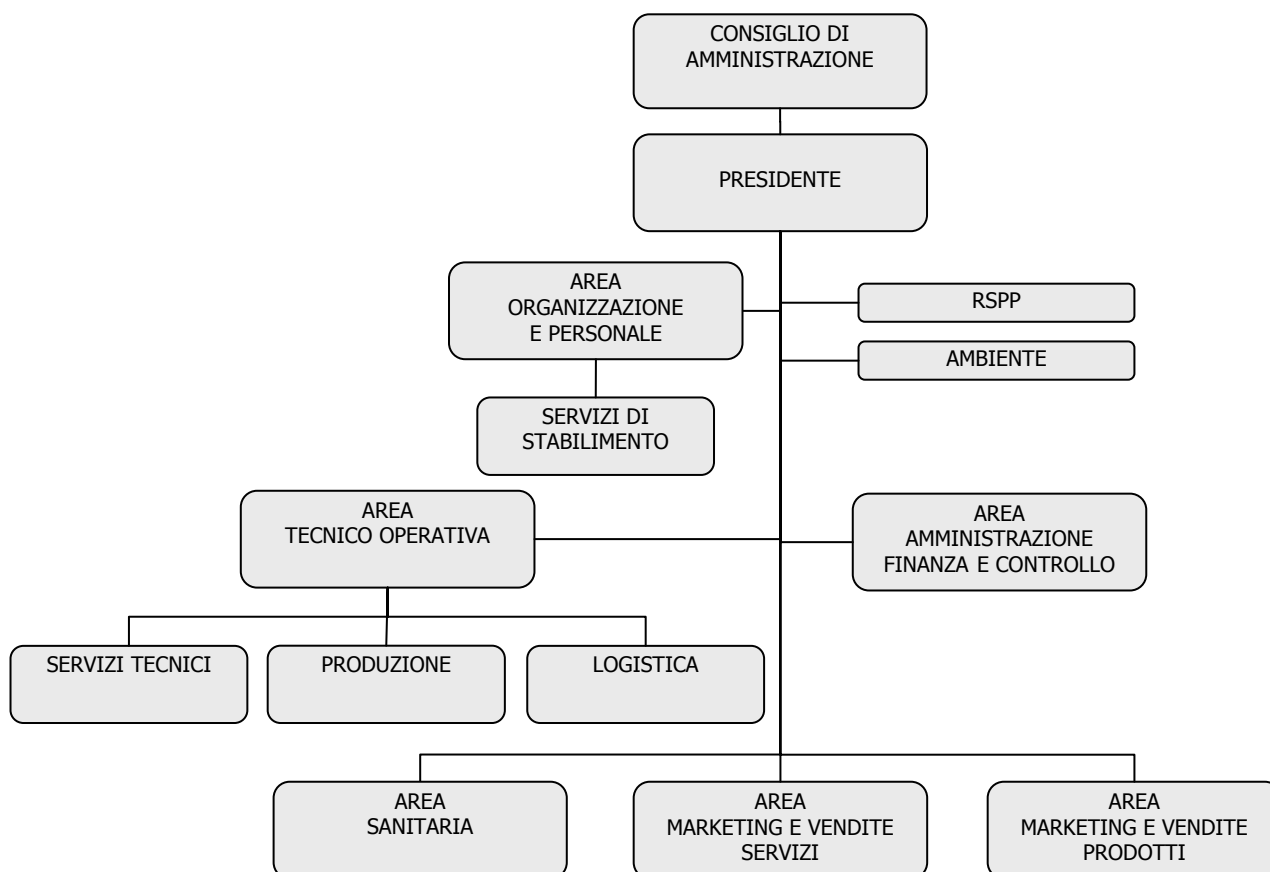 CONSIGLIO DI
AMMINISTRAZIONE
PRESIDENTE
AREA
ORGANIZZAZIONE
E PERSONALE
RSPP
AMBIENTE
SERVIZI DI
STABILIMENTO
AREA
TECNICO OPERATIVA
AREA
AMMINISTRAZIONE
FINANZA E CONTROLLO
SERVIZI TECNICI
PRODUZIONE
LOGISTICA
AREA
SANITARIA
AREA
MARKETING E VENDITE
SERVIZI
AREA
MARKETING E VENDITE
PRODOTTI